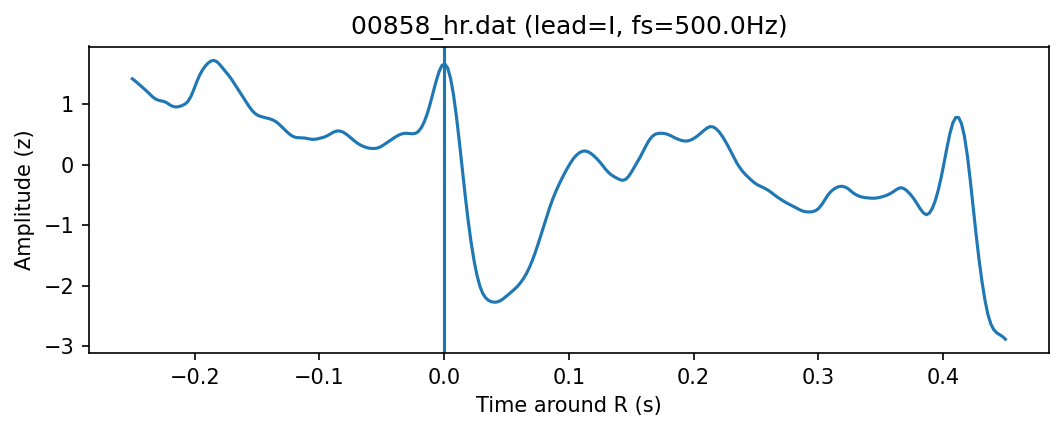 00858_hr.dat (lead=I, fs=500.0Hz)
Amplitude (z)
1
0
−1
−2
−3
−0.2 −0.1 0.0 0.1 0.2 0.3 0.4
Time around R (s)